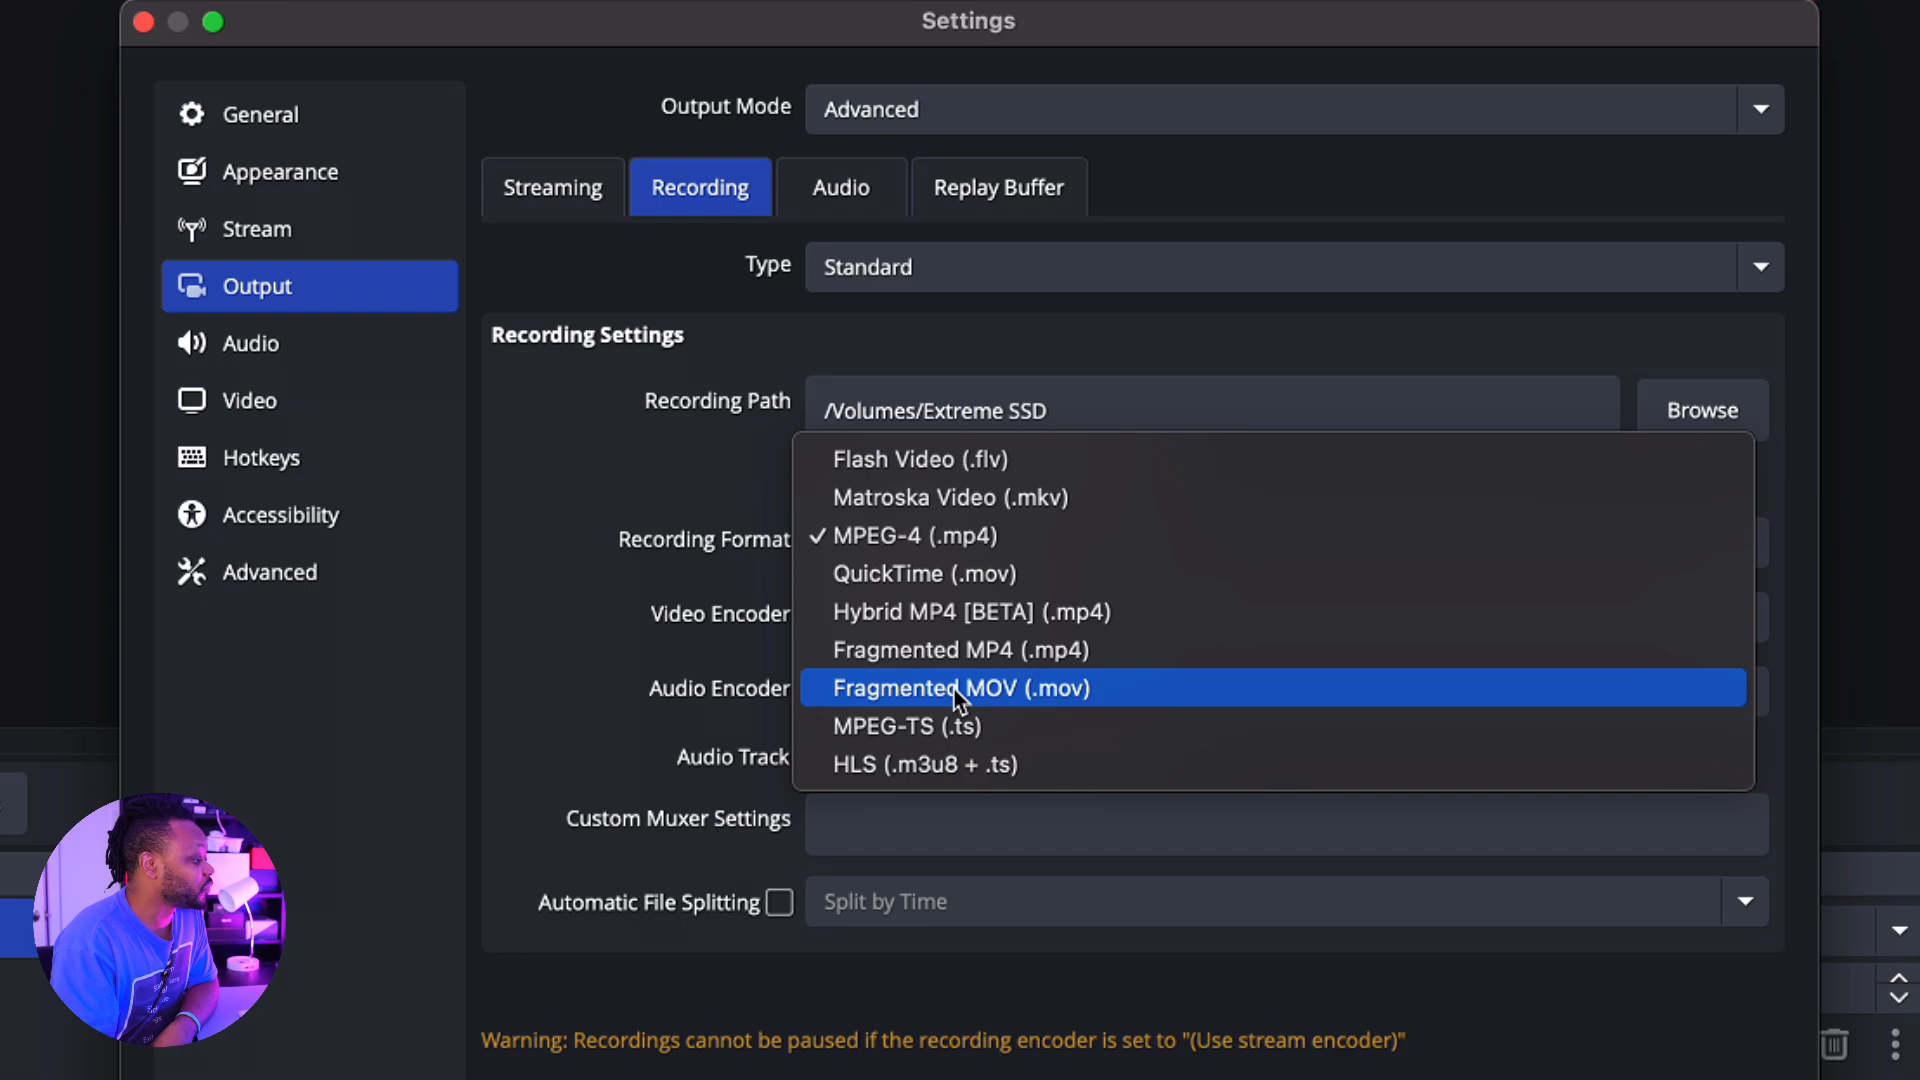 Settings
General
Appearance
Stream
Output
Audio
Video
Hotkeys
Accessibility
Advanced
Output Mode
Advanced
Streaming
Recording
Audio
Replay Buffer
Type
Standard
Recording Settings
Recording Path
/Volumes/Extreme SSD
Browse
Recording Format
Flash Video (.flv)
Matroska Video (.mkv)
✓ MPEG-4 (.mp4)
QuickTime (.mov)
Hybrid MP4 [BETA] (.mp4)
Fragmented MP4 (.mp4)
Fragmented MOV (.mov)
MPEG-TS (.ts)
HLS (.m3u8 + .ts)
Video Encoder
Audio Encoder
Audio Track
Custom Muxer Settings
Automatic File Splitting
Split by Time
Warning: Recordings cannot be paused if the recording encoder is set to "(Use stream encoder)"